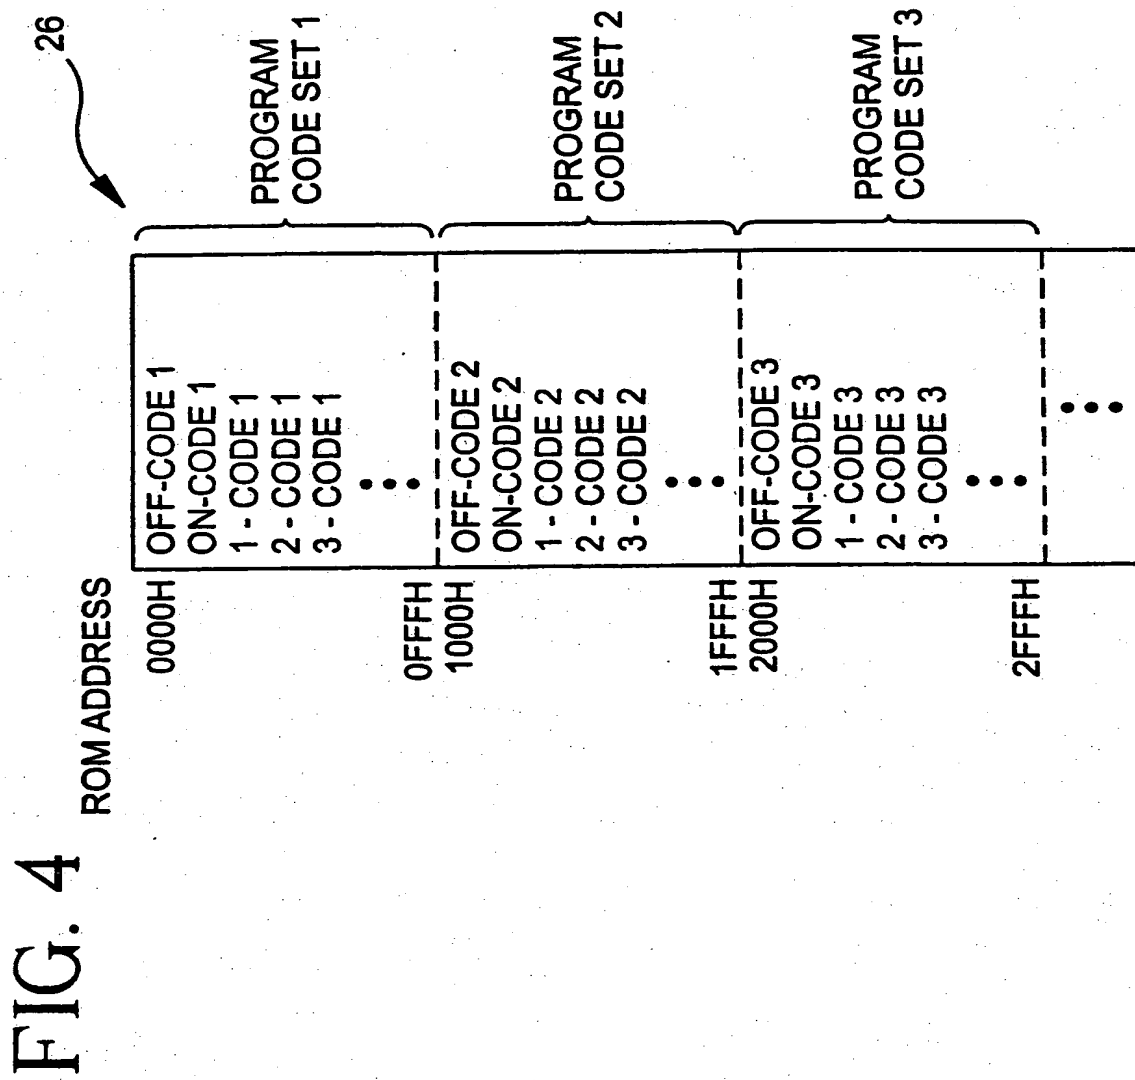 FIG. 4
26
ROM ADDRESS
0000H
OFF-CODE 1
ON-CODE 1
1 - CODE 1
2 - CODE 1
3 - CODE 1
PROGRAM
CODE SET 1
0FFFH
1000H
OFF-CODE 2
ON-CODE 2
1 - CODE 2
2 - CODE 2
3 - CODE 2
PROGRAM
CODE SET 2
1FFFH
2000H
OFF-CODE 3
ON-CODE 3
1 - CODE 3
2 - CODE 3
3 - CODE 3
PROGRAM
CODE SET 3
2FFFH